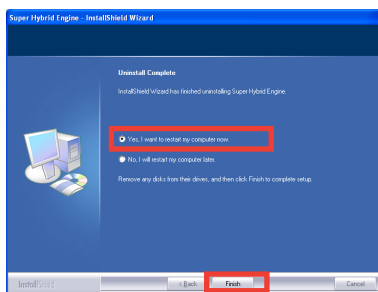 Super Hybrid Engine - InstallShield Wizard
Uninstall Complete
InstallShield Wizard has finished uninstalling Super Hybrid Engine.
Yes, I want to restart my computer now.
No, I will restart my computer later.
Remove any disks from their drives, and then click Finish to complete setup.
InstallShield
< Back Finish Cancel